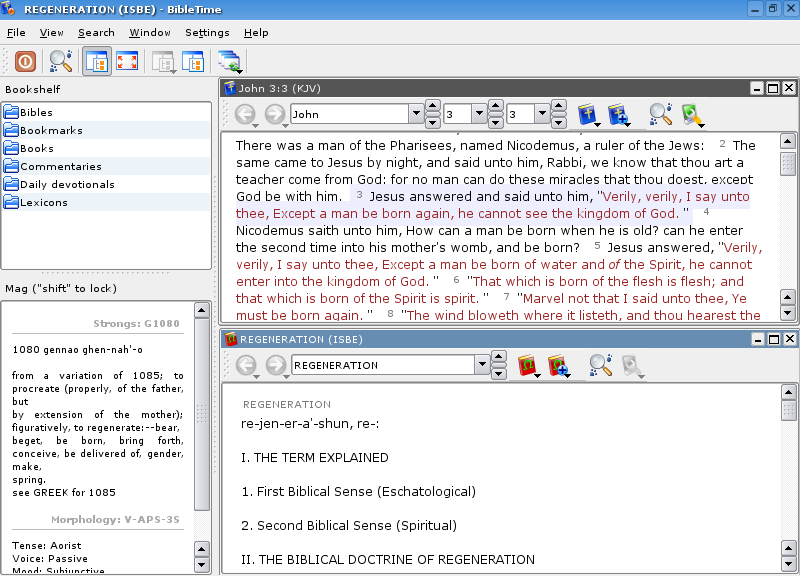 REGENERATION (ISBE) - BibleTime
File View Search Window Settings Help
Bookshelf
Bibles
Bookmarks
Books
Commentaries
Daily devotionals
Lexicons
Mag ("shift" to lock)
Strongs: G1080
1080 gennao ghen-nah'-o
from a variation of 1085; to
procreate (properly, of the father,
but
by extension of the mother);
figuratively, to regenerate:--bear,
beget, be born, bring forth,
conceive, be delivered of, gender,
make,
spring.
see GREEK for 1085
Morphology: V-APS-3S
Tense: Aorist
Voice: Passive
Mood: Subjunctive
John 3:3 (KJV)
John 3 3
There was a man of the Pharisees, named Nicodemus, a ruler of the Jews: 2 The
same came to Jesus by night, and said unto him, Rabbi, we know that thou art a
teacher come from God: for no man can do these miracles that thou doest. except
God be with him. 3 Jesus answered and said unto him, "Verily, verily, I say unto
thee, Except a man be born again, he cannot see the kingdom of God. " 4
Nicodemus saith unto him, How can a man be born when he is old? can he enter
the second time into his mother's womb, and be born? 5 Jesus answered, "Verily,
verily, I say unto thee, Except a man be born of water and of the Spirit, he cannot
enter into the kingdom of God. " 6 "That which is born of the flesh is flesh; and
that which is born of the Spirit is spirit. " 7 "Marvel not that I said unto thee, Ye
must be born again. " 8 "The wind bloweth where it listeth, and thou hearest the
REGENERATION (ISBE)
REGENERATION
REGENERATION
re-jen-er-a'-shun, re-:
I. THE TERM EXPLAINED
1. First Biblical Sense (Eschatological)
2. Second Biblical Sense (Spiritual)
II. THE BIBLICAL DOCTRINE OF REGENERATION